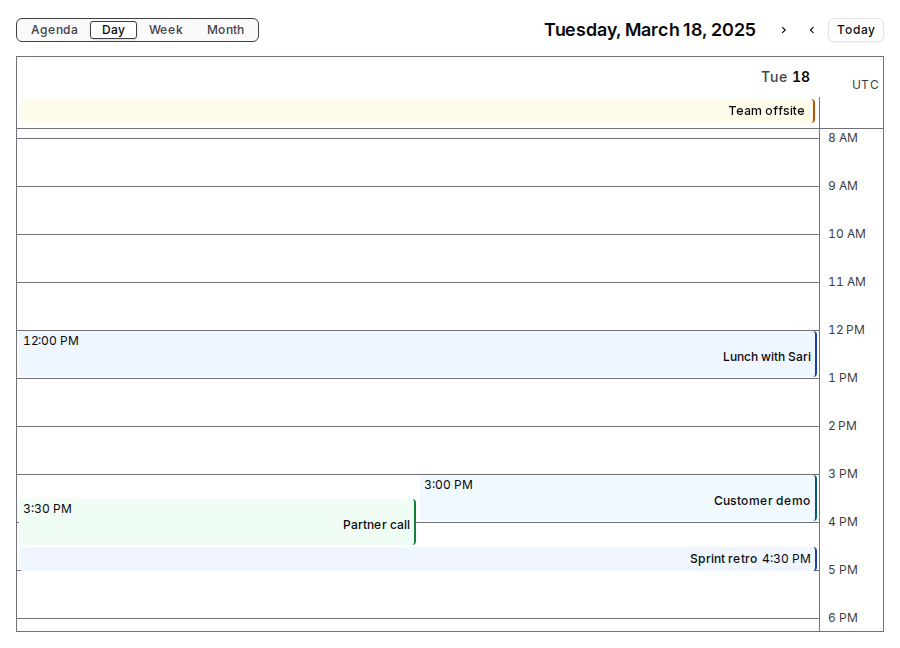 Agenda Day Week Month
Tuesday, March 18, 2025
Today
Tue 18
UTC
Team offsite
8 AM
9 AM
10 AM
11 AM
12 PM
12:00 PM
Lunch with Sari
1 PM
2 PM
3 PM
3:00 PM
Customer demo
3:30 PM
Partner call
4 PM
Sprint retro 4:30 PM
5 PM
6 PM